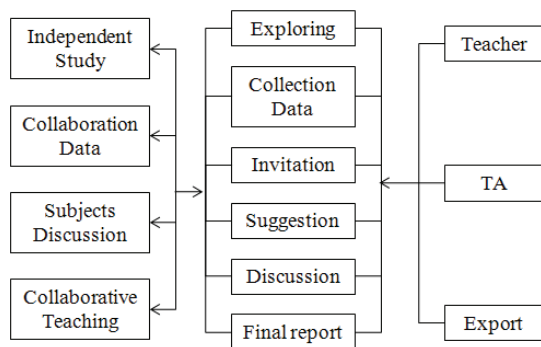 Independent
Study
Collaboration
Data
Subjects
Discussion
Collaborative
Teaching
Exploring
Collection
Data
Invitation
Suggestion
Discussion
Final report
Teacher
TA
Export